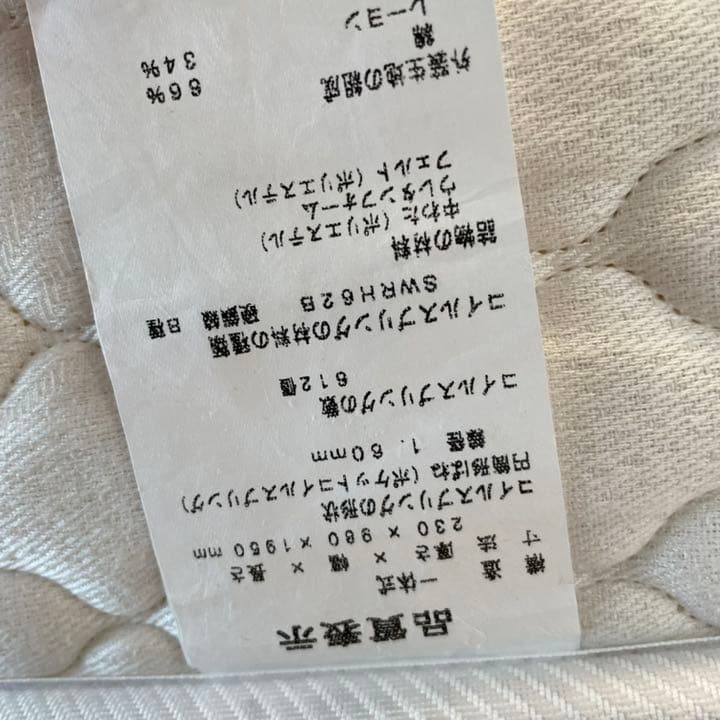 品質表示
構造 一体式
寸法 厚さ × 幅 × 長さ
230 × 980 × 1950 mm
コイルスプリングの形状
円筒形ばね(ポケットコイルスプリング)
線径 1.60mm
コイルスプリングの数
612個
コイルスプリングの材料の種類
SWRH62B 硬鋼線 B種
詰物の材料
中わた(ポリエステル)
ウレタンフォーム
フェルト(ポリエステル)
外装生地の組成
綿 66%
レーヨン 34%